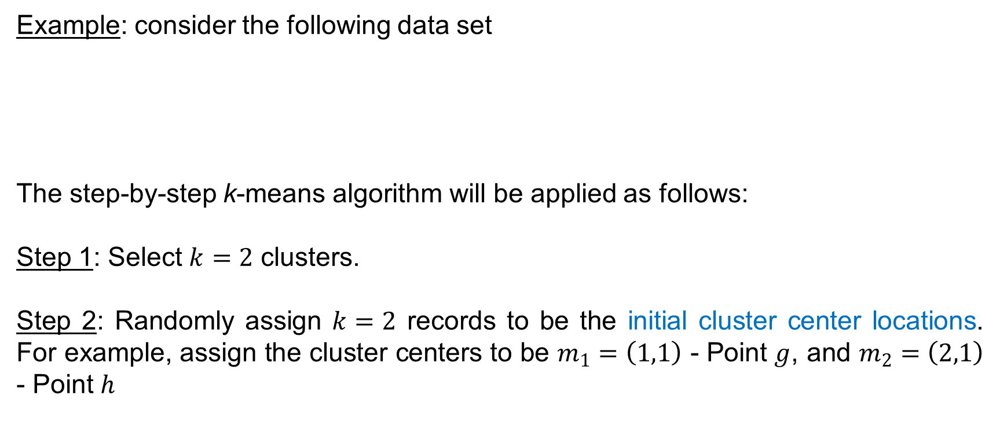 Example: consider the following data set
The step-by-step k-means algorithm will be applied as follows:
Step 1: Select k = 2 clusters.
Step 2: Randomly assign k = 2 records to be the initial cluster center locations.
For example, assign the cluster centers to be m₁ = (1,1) - Point g, and m₂ = (2,1)
- Point h